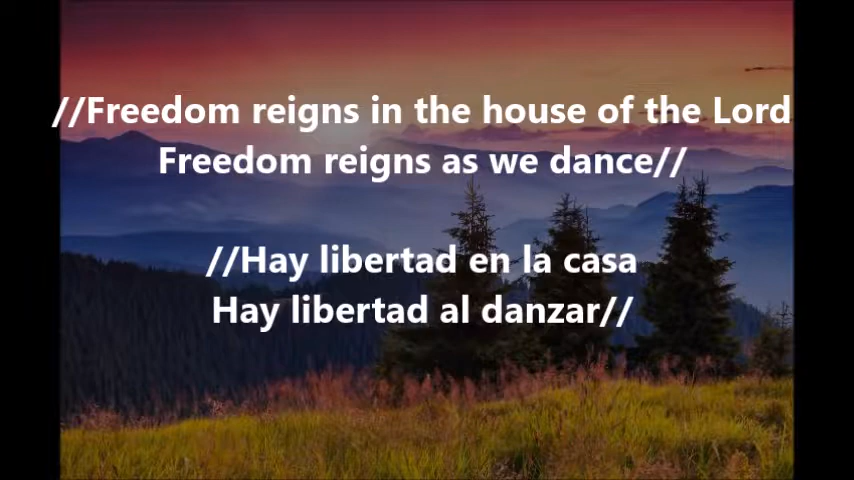 //Freedom reigns in the house of the Lord
Freedom reigns as we dance//
//Hay libertad en la casa
Hay libertad al danzar//